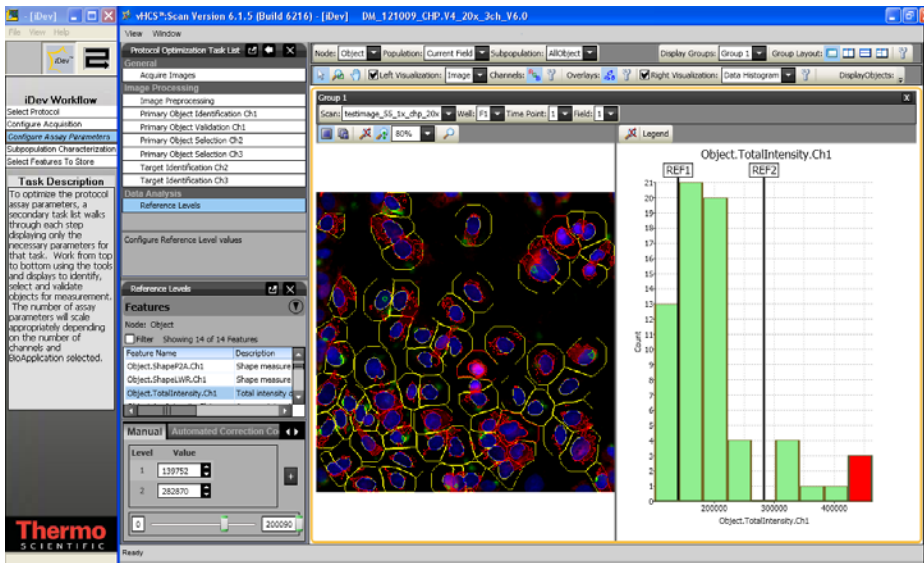 - [iDev]
vHCS™:Scan Version 6.1.5 (Build 6216) - [iDev] DM_121009_CHP.V4_20x_3ch_V6.0
File View Help
View Window
iDev™
iDev Workflow
Select Protocol
Configure Acquisition
Configure Assay Parameters
Subpopulation Characterization
Select Features To Store
Task Description
To optimize the protocol
assay parameters, a
secondary task list walks
through each step
displaying only the
necessary parameters for
that task. Work from top
to bottom using the tools
and displays to identify,
select and validate
objects for measurement.
The number of assay
parameters will scale
appropriately depending
on the number of
channels and
BioApplication selected.
Thermo
SCIENTIFIC
Protocol Optimization Task List
General
Acquire Images
Image Processing
Image Preprocessing
Primary Object Identification Ch1
Primary Object Validation Ch1
Primary Object Selection Ch2
Primary Object Selection Ch3
Target Identification Ch2
Target Identification Ch3
Data Analysis
Reference Levels
Configure Reference Level values
Reference Levels
Features
Node: Object
Filter Showing 14 of 14 Features
Feature Name Description
Object.ShapeP2A.Ch1 Shape measure
Object.ShapeLWR.Ch1 Shape measure
Object.TotalIntensity.Ch1 Total intensity o
Manual Automated Correction Co
Level Value
1 139752
2 282870
+
0 200090
Ready
Node: Object Population: Current Field Subpopulation: AllObject Display Groups: Group 1 Group Layout:
Left Visualization: Image Channels: Overlays: Right Visualization: Data Histogram DisplayObjects:
Group 1
Scan: testimage_SS_1x_chp_20x Well: F1 Time Point: 1 Field: 1
80%
Legend
Object.TotalIntensity.Ch1
REF1 REF2
21
20
19
18
17
16
15
14
13
12
11
10
9
8
7
6
5
4
3
2
1
0
Count
200000 300000 400000
Object.TotalIntensity.Ch1